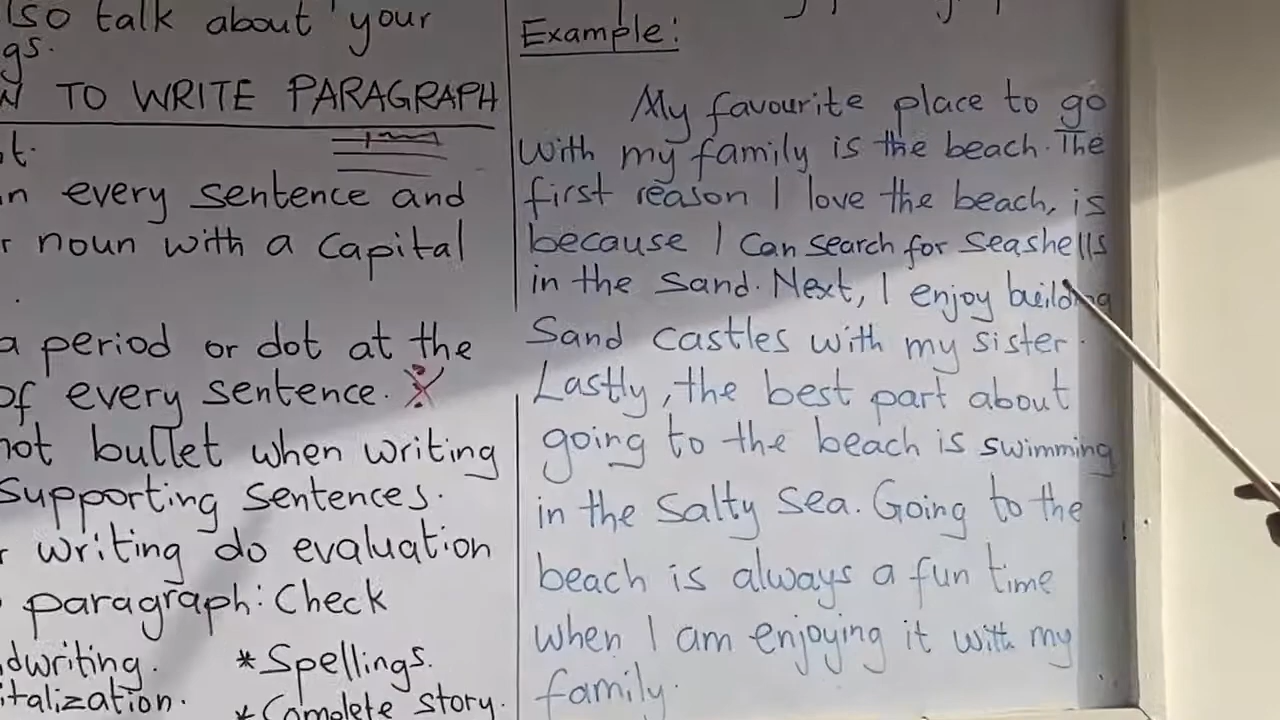 lso talk about your
gs.
N TO WRITE PARAGRAPH
t.
n every sentence and
r noun with a capital
.
a period or dot at the
of every sentence.
not bullet when writing
supporting sentences.
r writing do evaluation
paragraph: Check
dwriting. *Spellings.
italization. *Complete story.
Example:
My favourite place to go
with my family is the beach. The
first reason I love the beach, is
because I can search for seashells
in the sand. Next, I enjoy building
Sand castles with my sister.
Lastly, the best part about
going to the beach is swimming
in the salty sea. Going to the
beach is always a fun time
when I am enjoying it with my
family.